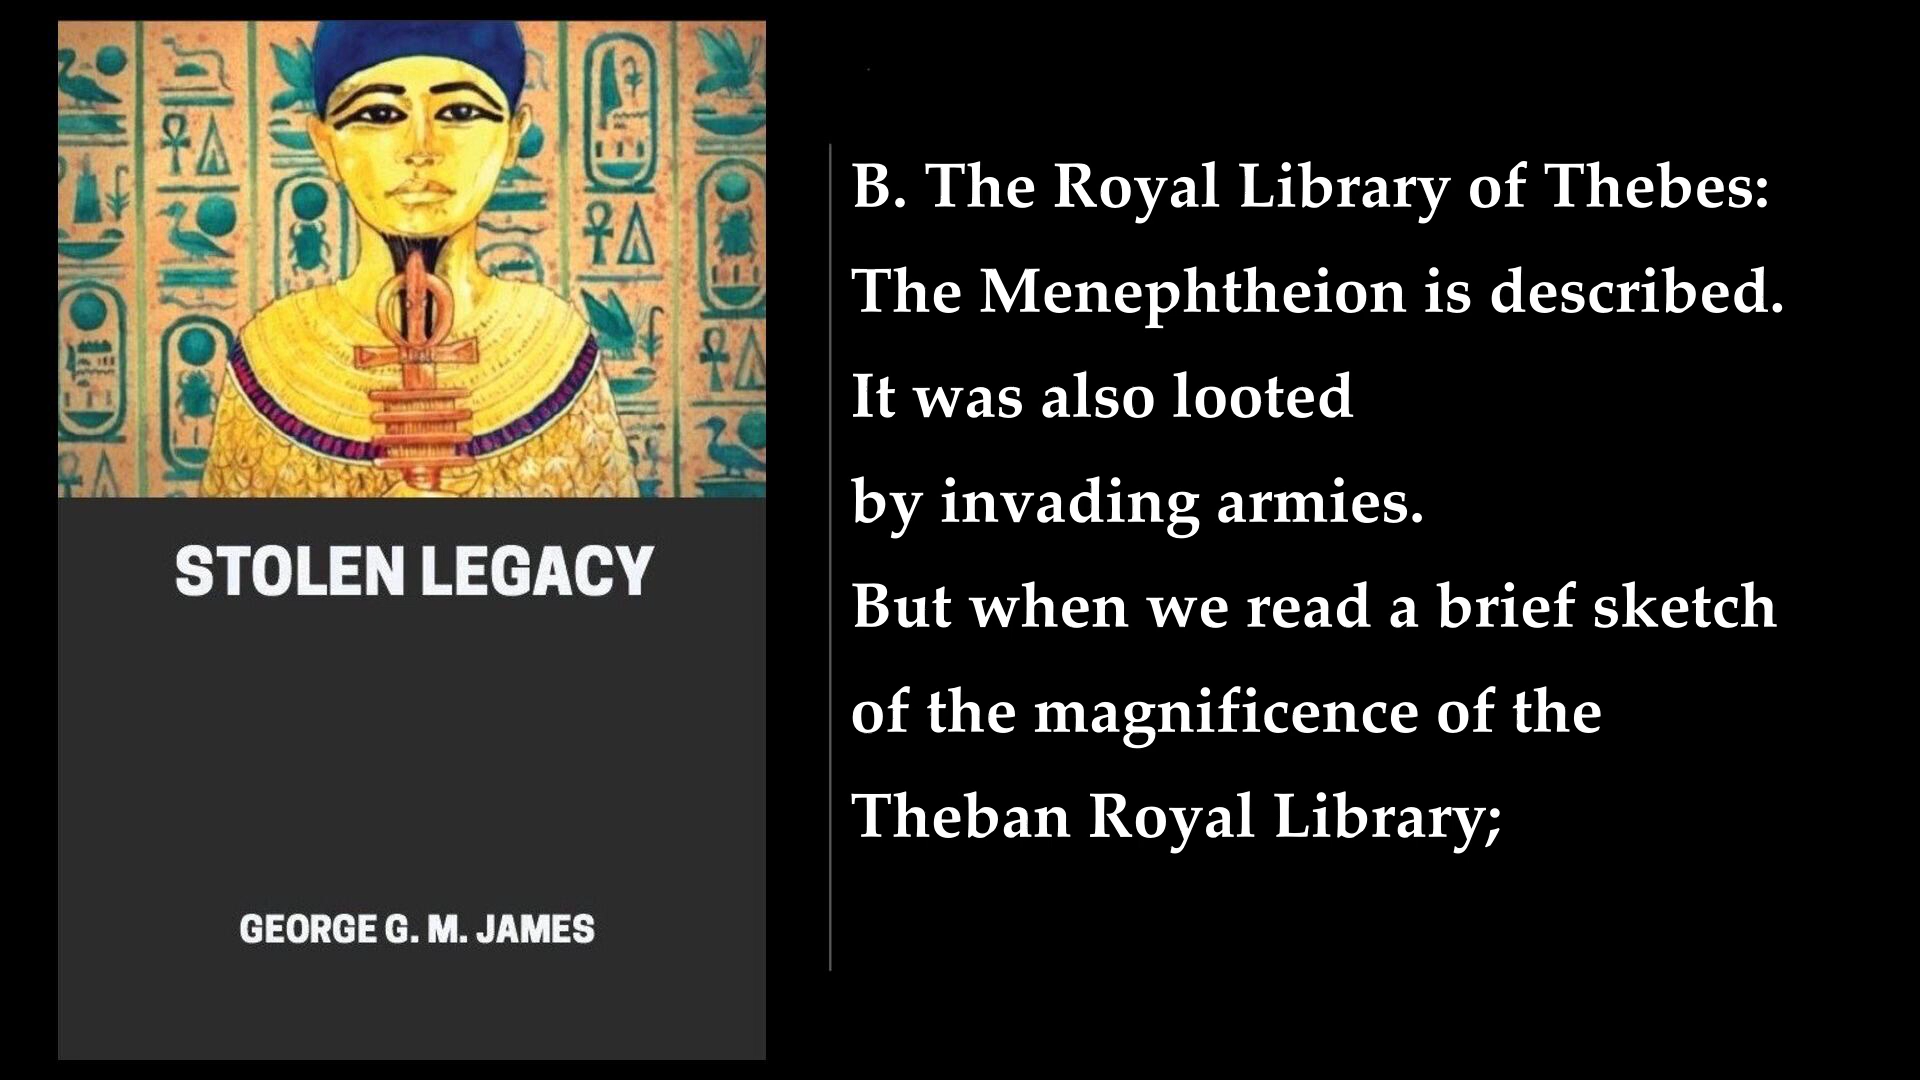 STOLEN LEGACY
GEORGE G. M. JAMES
B. The Royal Library of Thebes:
The Menephtheion is described.
It was also looted
by invading armies.
But when we read a brief sketch
of the magnificence of the
Theban Royal Library;